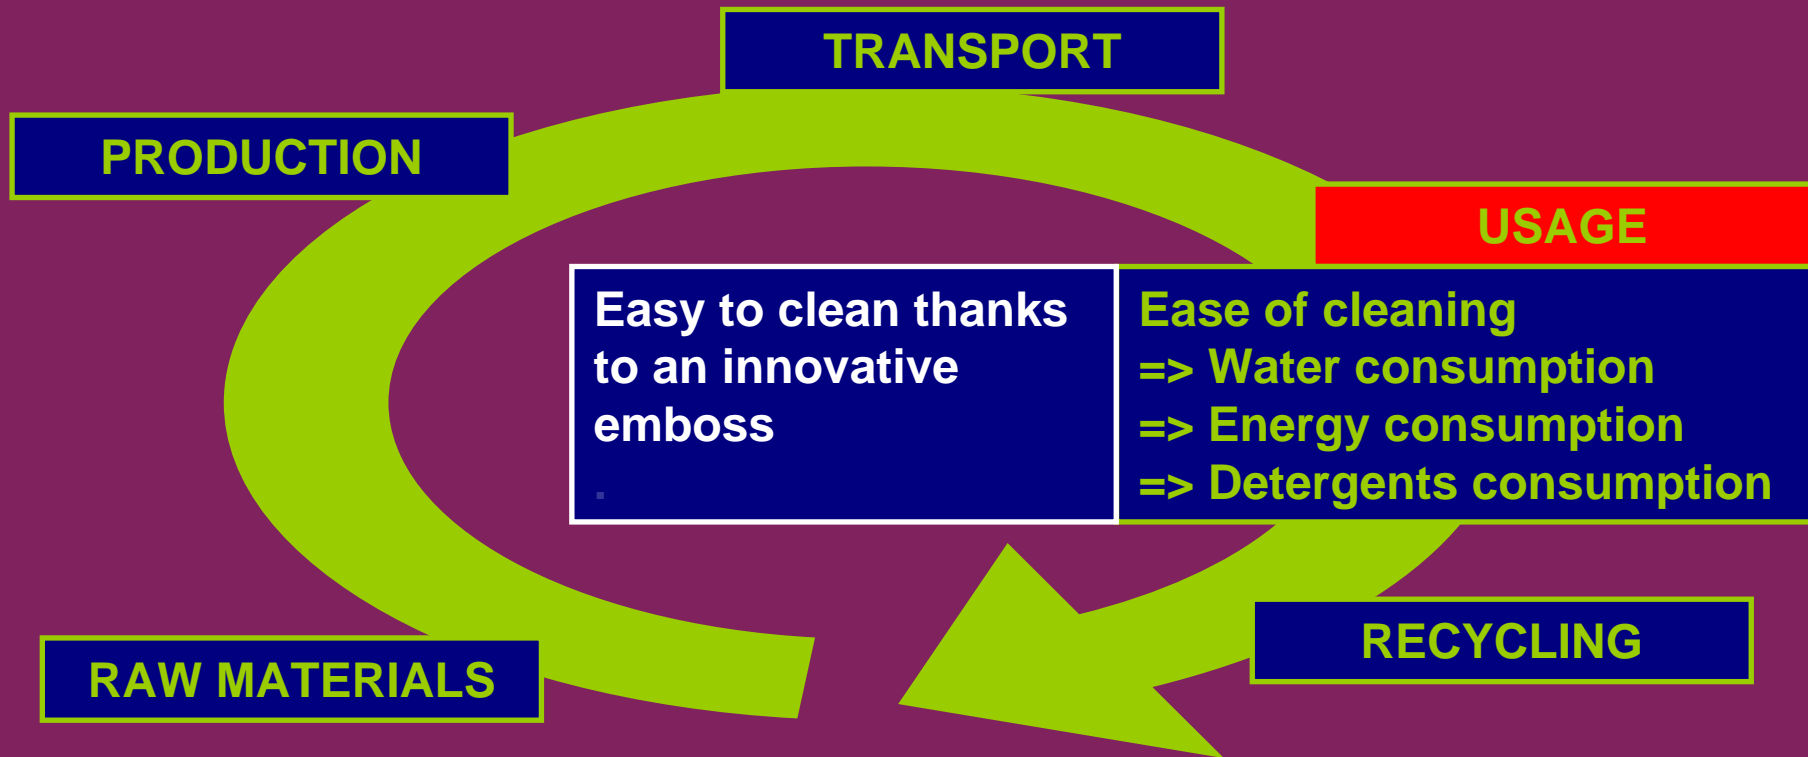 TRANSPORT
PRODUCTION
USAGE
Easy to clean thanks
to an innovative
emboss
.
Ease of cleaning
=> Water consumption
=> Energy consumption
=> Detergents consumption
RECYCLING
RAW MATERIALS